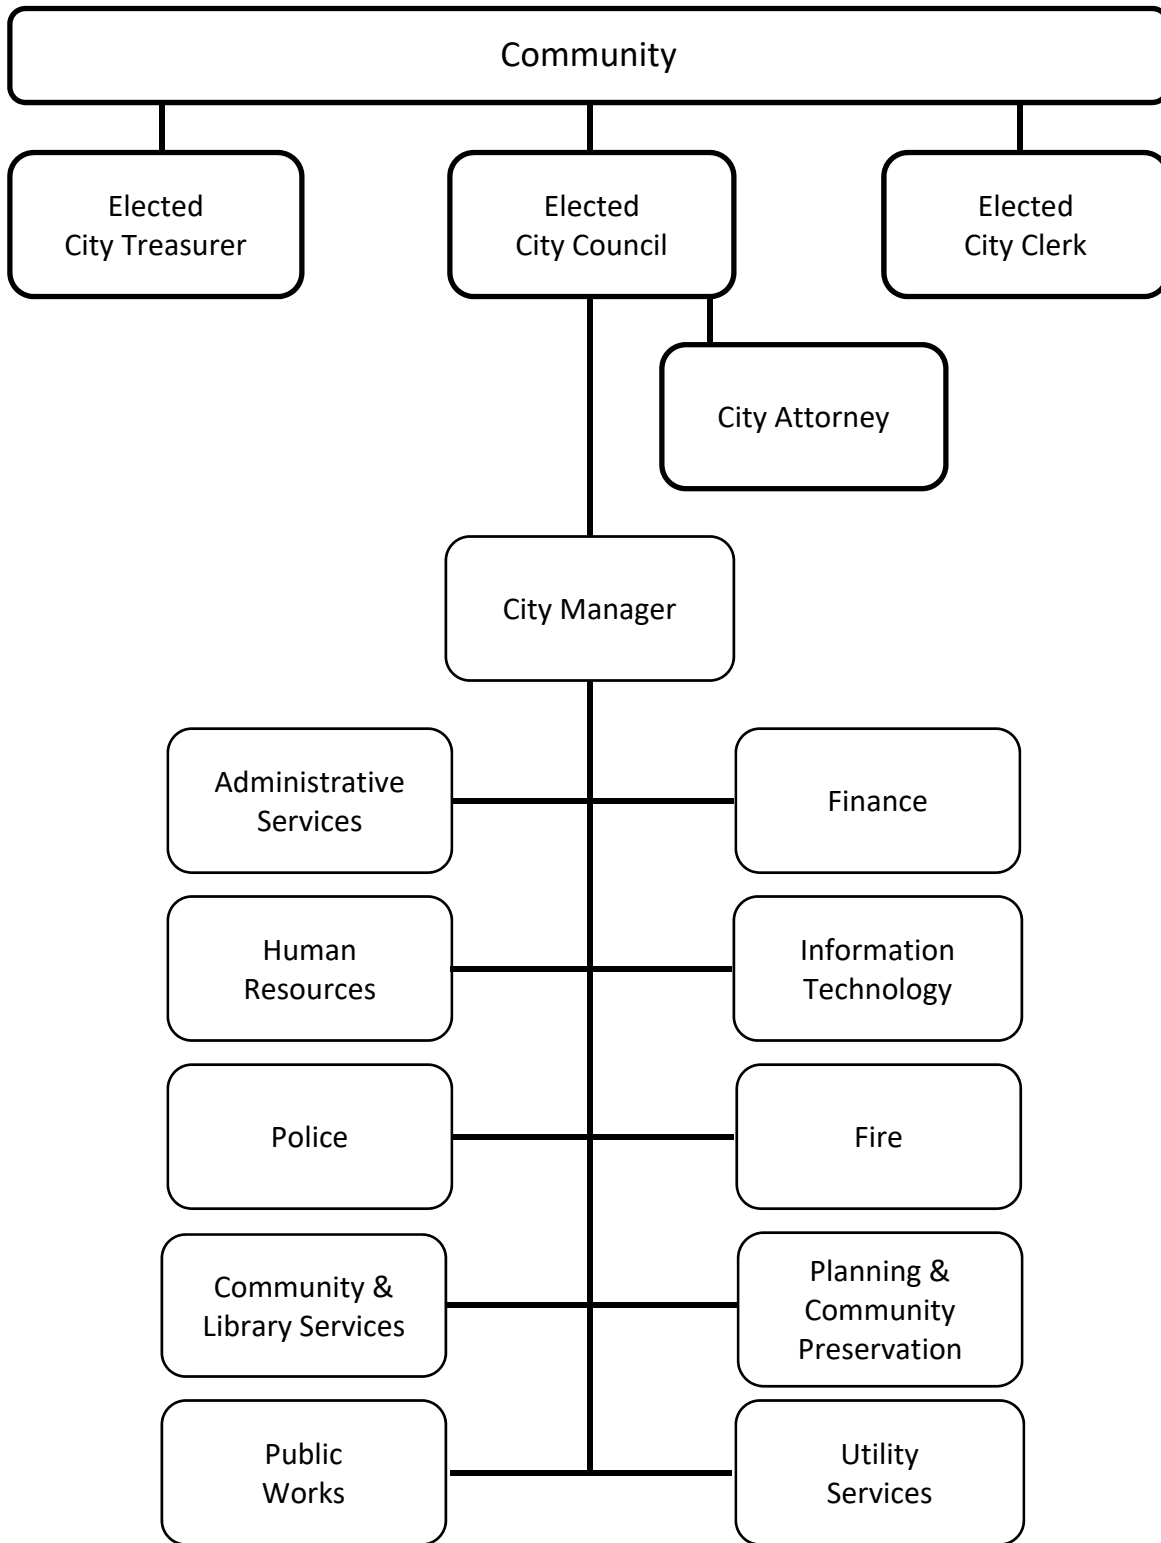 Community
Elected
City Treasurer
Elected
City Council
Elected
City Clerk
City Attorney
City Manager
Administrative
Services
Finance
Human
Resources
Information
Technology
Police
Fire
Community &
Library Services
Planning &
Community
Preservation
Public
Works
Utility
Services